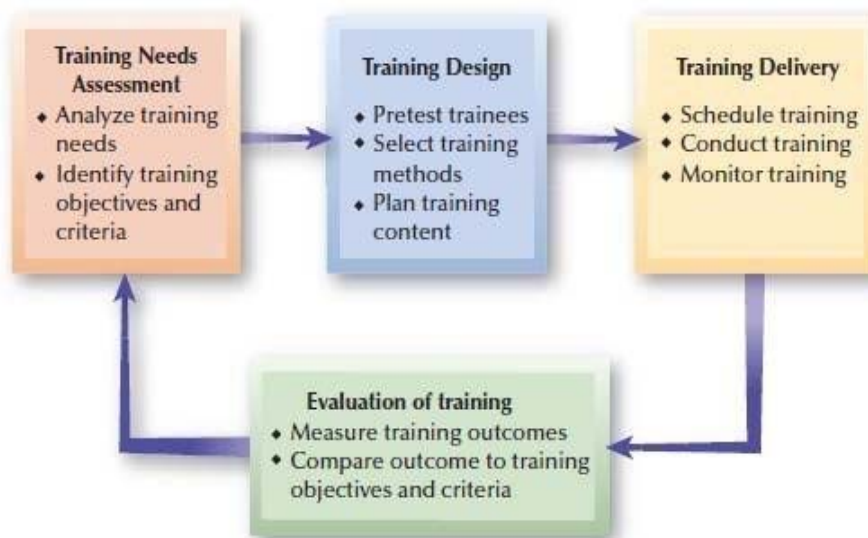 Training Needs
Assessment
◆ Analyze training
needs
◆ Identify training
objectives and
criteria
Training Design
◆ Pretest trainees
◆ Select training
methods
◆ Plan training
content
Training Delivery
◆ Schedule training
◆ Conduct training
◆ Monitor training
Evaluation of training
◆ Measure training outcomes
◆ Compare outcome to training
objectives and criteria